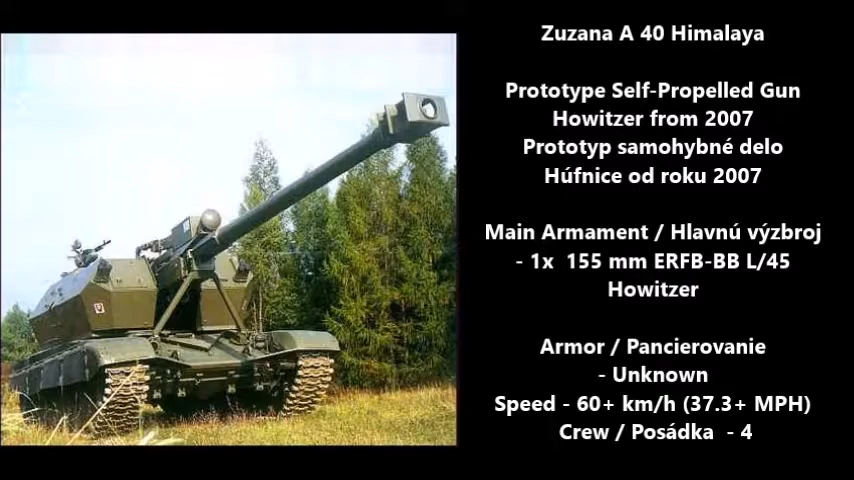 Zuzana A 40 Himalaya
Prototype Self-Propelled Gun
Howitzer from 2007
Prototyp samohybné delo
Húfnice od roku 2007
Main Armament / Hlavnú výzbroj
- 1x  155 mm ERFB-BB L/45
Howitzer
Armor / Pancierovanie
- Unknown
Speed - 60+ km/h (37.3+ MPH)
Crew / Posádka  - 4